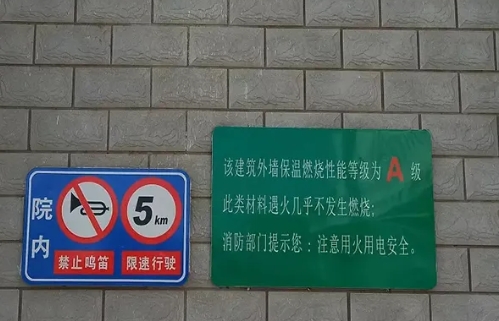 院内
5
km
禁止鸣笛
限速行驶
该建筑外墙保温燃烧性能等级为 A 级
此类材料遇火几乎不发生燃烧;
消防部门提示您:注意用火用电安全。